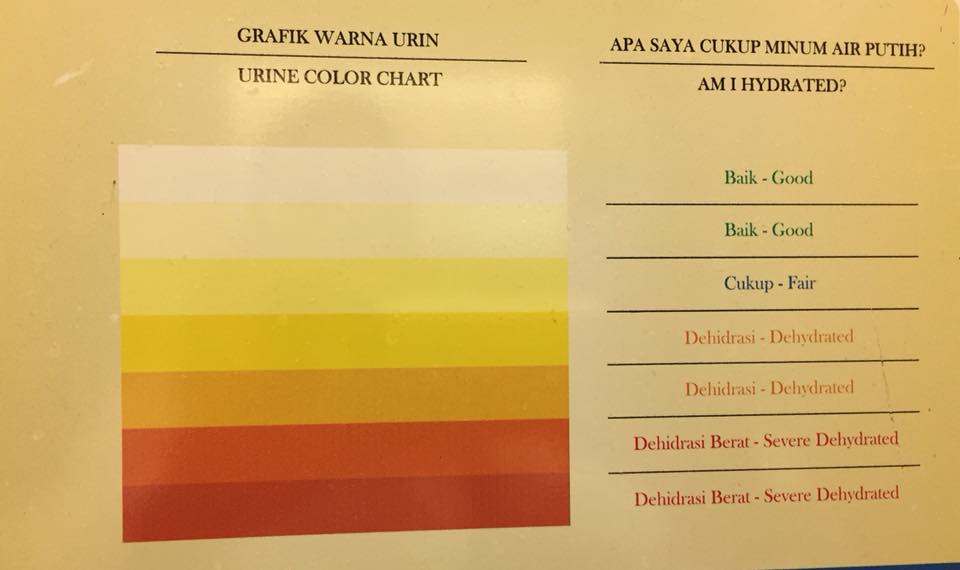 GRAFIK WARNA URIN
URINE COLOR CHART
APA SAYA CUKUP MINUM AIR PUTIH?
AM I HYDRATED?
Baik - Good
Baik - Good
Cukup - Fair
Dehidrasi - Dehydrated
Dehidrasi - Dehydrated
Dehidrasi Berat - Severe Dehydrated
Dehidrasi Berat - Severe Dehydrated